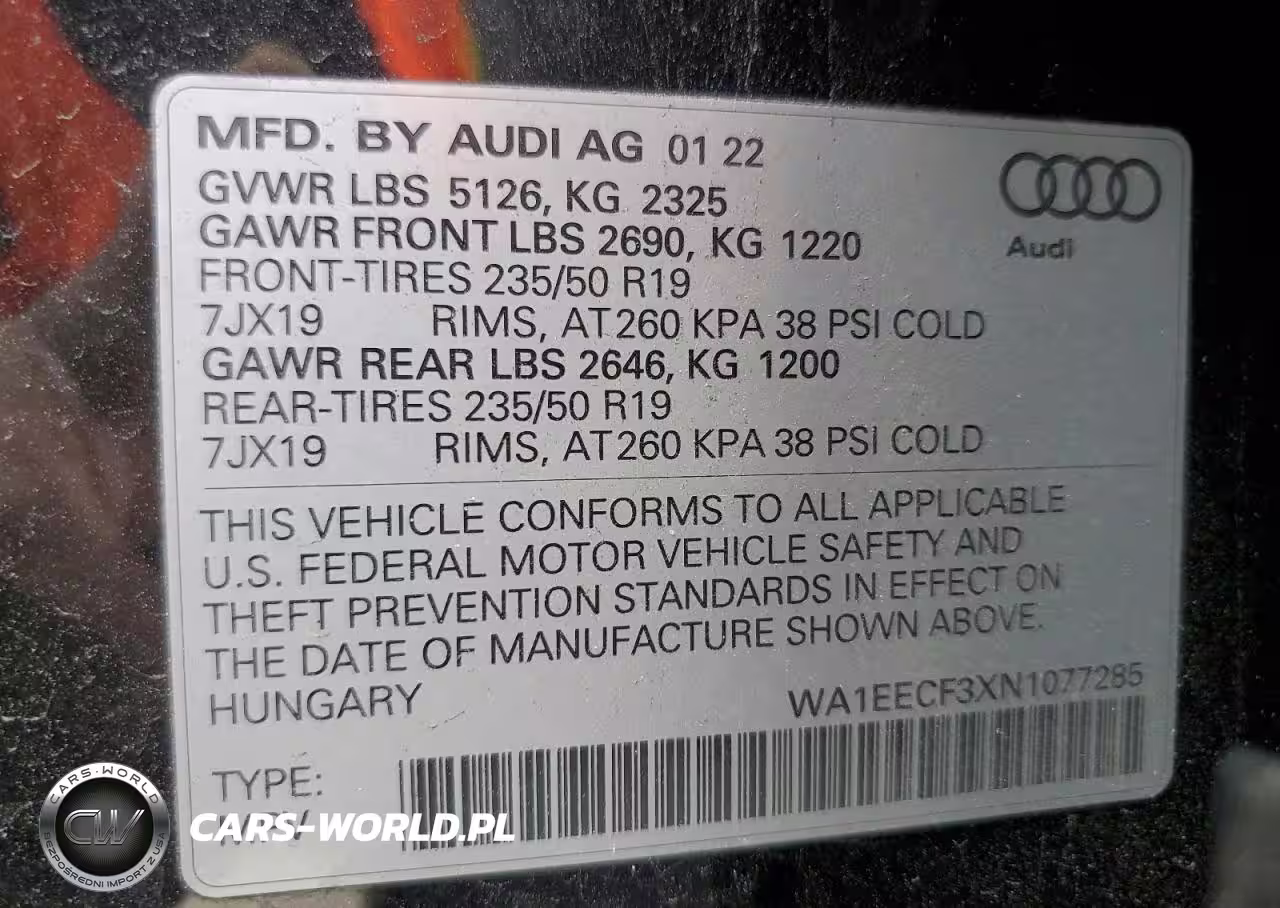 MFD. BY AUDI AG 01 22
GVWR LBS 5126, KG 2325
GAWR FRONT LBS 2690, KG 1220
FRONT-TIRES 235/50 R19
7JX19 RIMS, AT 260 KPA 38 PSI COLD
GAWR REAR LBS 2646, KG 1200
REAR-TIRES 235/50 R19
7JX19 RIMS, AT 260 KPA 38 PSI COLD
Audi
THIS VEHICLE CONFORMS TO ALL APPLICABLE
U.S. FEDERAL MOTOR VEHICLE SAFETY AND
THEFT PREVENTION STANDARDS IN EFFECT ON
THE DATE OF MANUFACTURE SHOWN ABOVE.
HUNGARY WA1EECF3XN1077285
TYPE:
CARS-WORLD.PL
CARS-WORLD
CW
BEZPOŚREDNI IMPORT Z USA